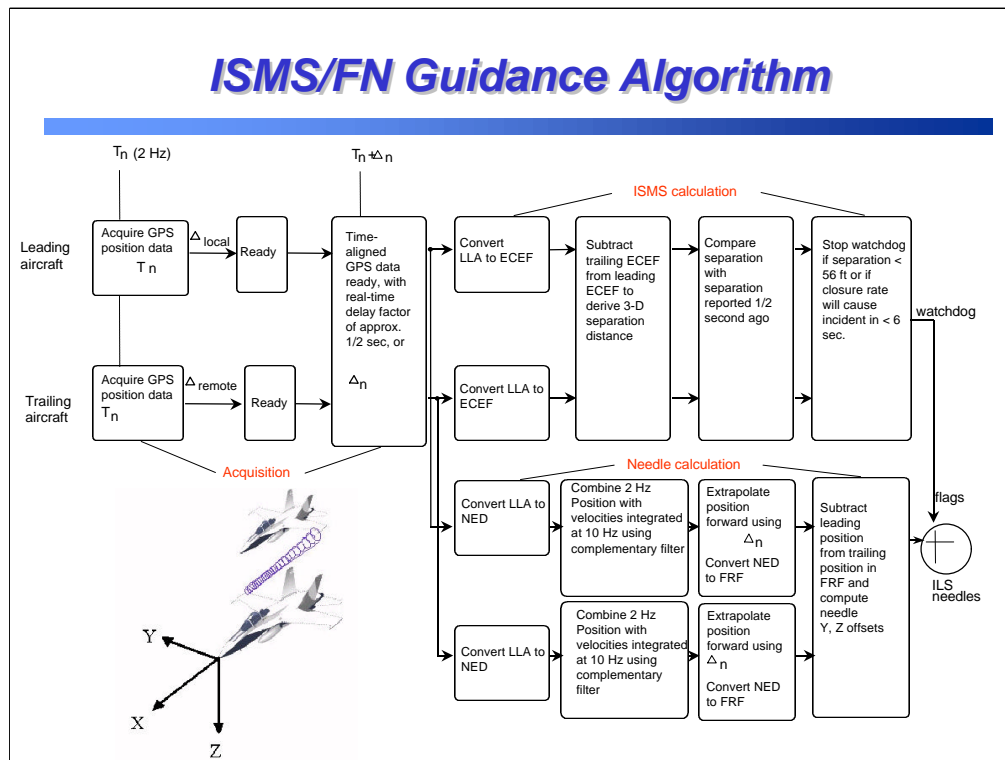 ISMS/FN Guidance Algorithm
Tn (2 Hz)
Tn+Δn
ISMS calculation
Leading
aircraft
Acquire GPS
position data
Tn
Δ local
Ready
Time-
aligned
GPS data
ready, with
real-time
delay factor
of approx.
1/2 sec, or
Δn
Convert
LLA to ECEF
Subtract
trailing ECEF
from leading
ECEF to
derive 3-D
separation
distance
Compare
separation
with
separation
reported 1/2
second ago
Stop watchdog
if separation <
56 ft or if
closure rate
will cause
incident in < 6
sec.
watchdog
Trailing
aircraft
Acquire GPS
position data
Tn
Δ remote
Ready
Convert LLA to
ECEF
Acquisition
Needle calculation
Convert LLA to
NED
Combine 2 Hz
Position with
velocities integrated
at 10 Hz using
complementary filter
Extrapolate
position
forward using
Δn
Convert NED
to FRF
Subtract
leading
position
from trailing
position in
FRF and
compute
needle
Y, Z offsets
flags
ILS
needles
Convert LLA to
NED
Combine 2 Hz
Position with
velocities integrated
at 10 Hz using
complementary
filter
Extrapolate
position
forward using
Δn
Convert NED
to FRF
Y
X
Z